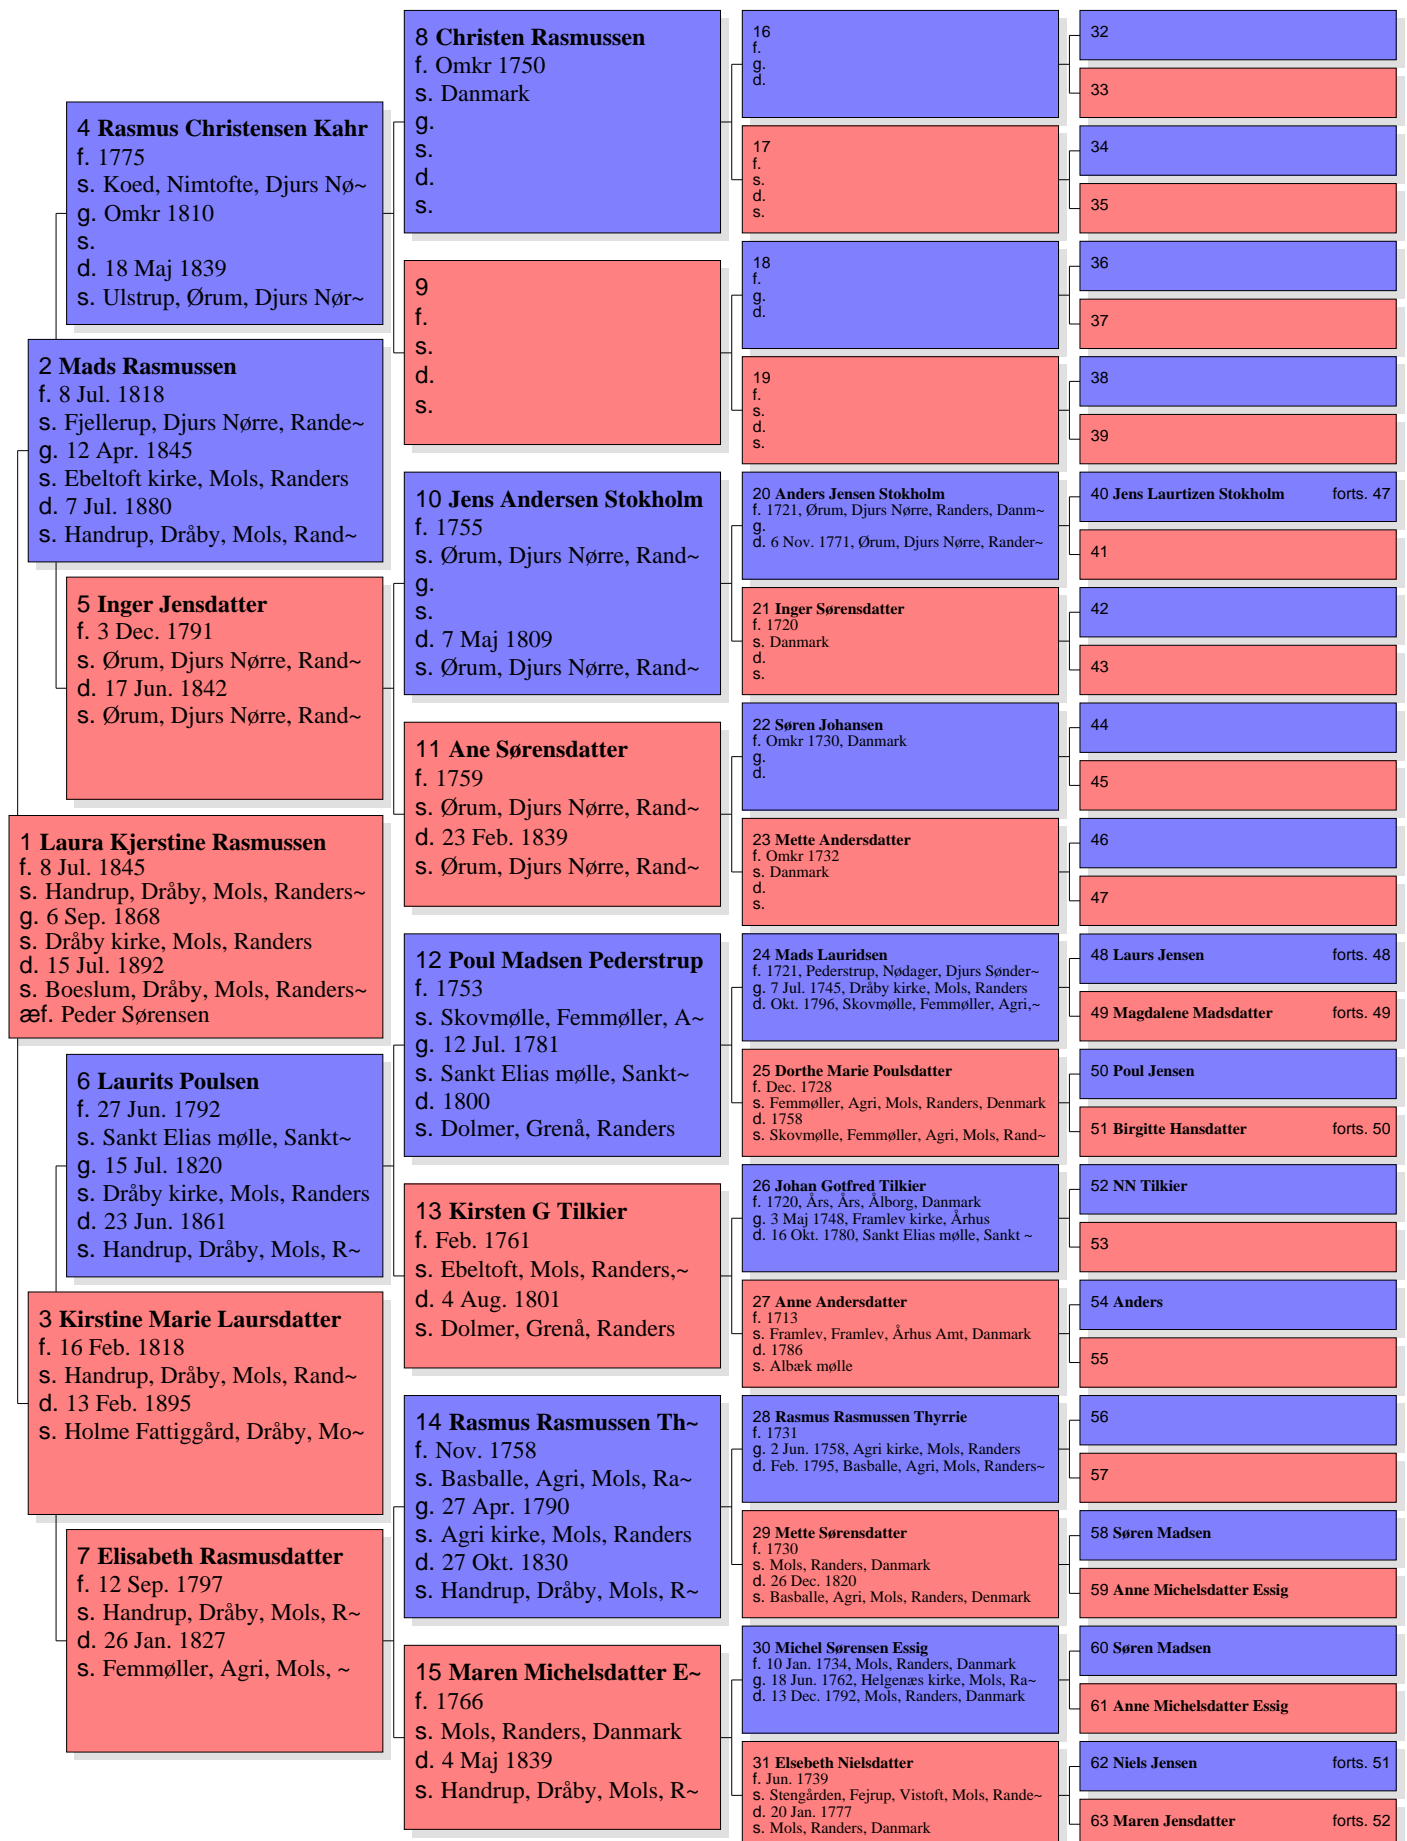 1 Laura Kjerstine Rasmussen
f. 8 Jul. 1845
s. Handrup, Dråby, Mols, Randers~
g. 6 Sep. 1868
s. Dråby kirke, Mols, Randers
d. 15 Jul. 1892
s. Boeslum, Dråby, Mols, Randers~
æf. Peder Sørensen
2 Mads Rasmussen
f. 8 Jul. 1818
s. Fjellerup, Djurs Nørre, Rande~
g. 12 Apr. 1845
s. Ebeltoft kirke, Mols, Randers
d. 7 Jul. 1880
s. Handrup, Dråby, Mols, Rand~
3 Kirstine Marie Laursdatter
f. 16 Feb. 1818
s. Handrup, Dråby, Mols, Rand~
d. 13 Feb. 1895
s. Holme Fattiggård, Dråby, Mo~
4 Rasmus Christensen Kahr
f. 1775
s. Koed, Nimtofte, Djurs Nø~
g. Omkr 1810
s.
d. 18 Maj 1839
s. Ulstrup, Ørum, Djurs Nør~
5 Inger Jensdatter
f. 3 Dec. 1791
s. Ørum, Djurs Nørre, Rand~
d. 17 Jun. 1842
s. Ørum, Djurs Nørre, Rand~
6 Laurits Poulsen
f. 27 Jun. 1792
s. Sankt Elias mølle, Sankt~
g. 15 Jul. 1820
s. Dråby kirke, Mols, Randers
d. 23 Jun. 1861
s. Handrup, Dråby, Mols, R~
7 Elisabeth Rasmusdatter
f. 12 Sep. 1797
s. Handrup, Dråby, Mols, R~
d. 26 Jan. 1827
s. Femmøller, Agri, Mols, ~
8 Christen Rasmussen
f. Omkr 1750
s. Danmark
g.
s.
d.
s.
9
f.
s.
d.
s.
10 Jens Andersen Stokholm
f. 1755
s. Ørum, Djurs Nørre, Rand~
g.
s.
d. 7 Maj 1809
s. Ørum, Djurs Nørre, Rand~
11 Ane Sørensdatter
f. 1759
s. Ørum, Djurs Nørre, Rand~
d. 23 Feb. 1839
s. Ørum, Djurs Nørre, Rand~
12 Poul Madsen Pederstrup
f. 1753
s. Skovmølle, Femmøller, A~
g. 12 Jul. 1781
s. Sankt Elias mølle, Sankt~
d. 1800
s. Dolmer, Grenå, Randers
13 Kirsten G Tilkier
f. Feb. 1761
s. Ebeltoft, Mols, Randers,~
d. 4 Aug. 1801
s. Dolmer, Grenå, Randers
14 Rasmus Rasmussen Th~
f. Nov. 1758
s. Basballe, Agri, Mols, Ra~
g. 27 Apr. 1790
s. Agri kirke, Mols, Randers
d. 27 Okt. 1830
s. Handrup, Dråby, Mols, R~
15 Maren Michelsdatter E~
f. 1766
s. Mols, Randers, Danmark
d. 4 Maj 1839
s. Handrup, Dråby, Mols, R~
16
f.
g.
d.
17
f.
s.
d.
s.
18
f.
g.
d.
19
f.
s.
d.
s.
20 Anders Jensen Stokholm
f. 1721, Ørum, Djurs Nørre, Randers, Danm~
g.
d. 6 Nov. 1771, Ørum, Djurs Nørre, Rander~
21 Inger Sørensdatter
f. 1720
s. Danmark
d.
s.
22 Søren Johansen
f. Omkr 1730, Danmark
g.
d.
23 Mette Andersdatter
f. Omkr 1732
s. Danmark
d.
s.
24 Mads Lauridsen
f. 1721, Pederstrup, Nødager, Djurs Sønder~
g. 7 Jul. 1745, Dråby kirke, Mols, Randers
d. Okt. 1796, Skovmølle, Femmøller, Agri,~
25 Dorthe Marie Poulsdatter
f. Dec. 1728
s. Femmøller, Agri, Mols, Randers, Denmark
d. 1758
s. Skovmølle, Femmøller, Agri, Mols, Rand~
26 Johan Gotfred Tilkier
f. 1720, Års, Års, Ålborg, Danmark
g. 3 Maj 1748, Framlev kirke, Århus
d. 16 Okt. 1780, Sankt Elias mølle, Sankt ~
27 Anne Andersdatter
f. 1713
s. Framlev, Framlev, Århus Amt, Danmark
d. 1786
s. Albæk mølle
28 Rasmus Rasmussen Thyrrie
f. 1731
g. 2 Jun. 1758, Agri kirke, Mols, Randers
d. Feb. 1795, Basballe, Agri, Mols, Randers~
29 Mette Sørensdatter
f. 1730
s. Mols, Randers, Danmark
d. 26 Dec. 1820
s. Basballe, Agri, Mols, Randers, Denmark
30 Michel Sørensen Essig
f. 10 Jan. 1734, Mols, Randers, Danmark
g. 18 Jun. 1762, Helgenæs kirke, Mols, Ra~
d. 13 Dec. 1792, Mols, Randers, Danmark
31 Elsebeth Nielsdatter
f. Jun. 1739
s. Stengården, Fejrup, Vistoft, Mols, Rande~
d. 20 Jan. 1777
s. Mols, Randers, Danmark
32
33
34
35
36
37
38
39
40 Jens Laurtizen Stokholm forts. 47
41
42
43
44
45
46
47
48 Laurs Jensen forts. 48
49 Magdalene Madsdatter forts. 49
50 Poul Jensen
51 Birgitte Hansdatter forts. 50
52 NN Tilkier
53
54 Anders
55
56
57
58 Søren Madsen
59 Anne Michelsdatter Essig
60 Søren Madsen
61 Anne Michelsdatter Essig
62 Niels Jensen forts. 51
63 Maren Jensdatter forts. 52